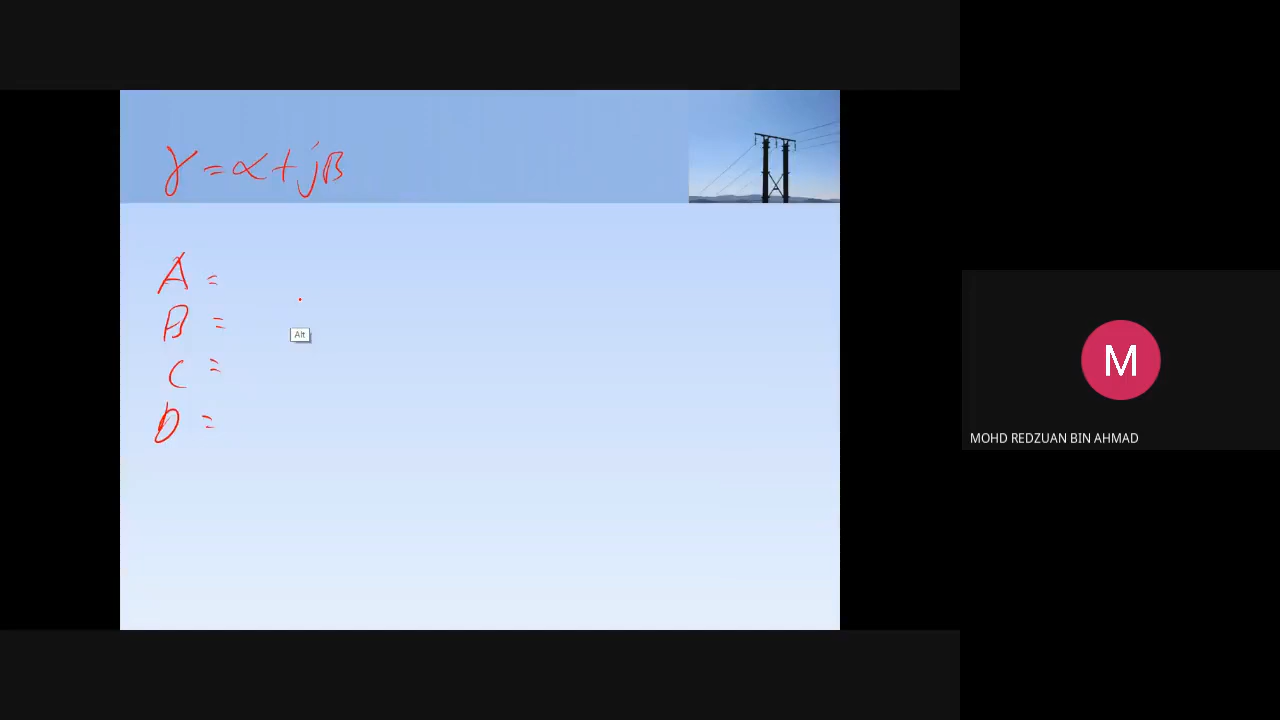 γ = α + jβ
A =
B =
Alt
C =
D =
M
MOHD REDZUAN BIN AHMAD